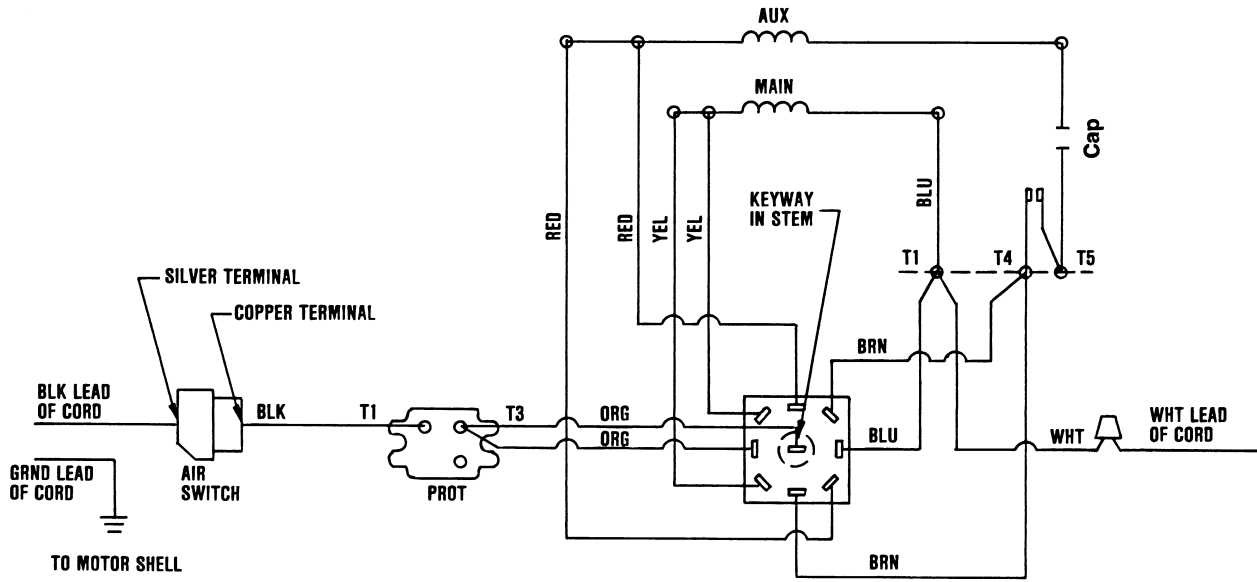 AUX
MAIN
Cap
RED
RED
YEL
YEL
BLU
KEYWAY
IN STEM
T1
T4
T5
SILVER TERMINAL
COPPER TERMINAL
BRN
BLK LEAD
OF CORD
BLK
T1
T3
ORG
ORG
BLU
WHT
WHT LEAD
OF CORD
GRND LEAD
OF CORD
AIR
SWITCH
PROT
BRN
TO MOTOR SHELL